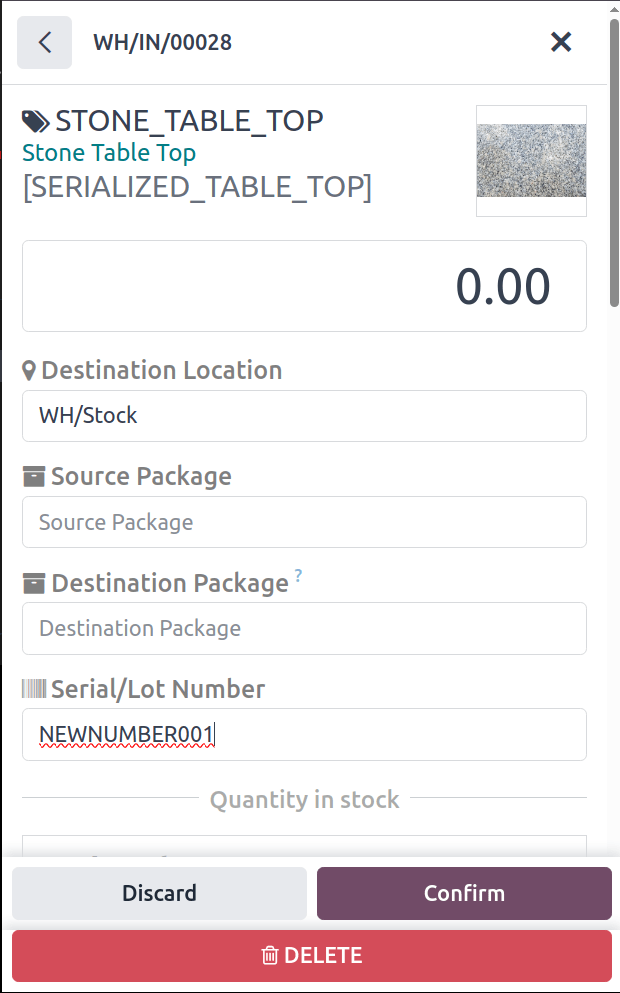 WH/IN/00028
STONE_TABLE_TOP
Stone Table Top
[SERIALIZED_TABLE_TOP]
0.00
Destination Location
WH/Stock
Source Package
Source Package
Destination Package ?
Destination Package
Serial/Lot Number
NEWNUMBER001
Quantity in stock
Discard
Confirm
DELETE